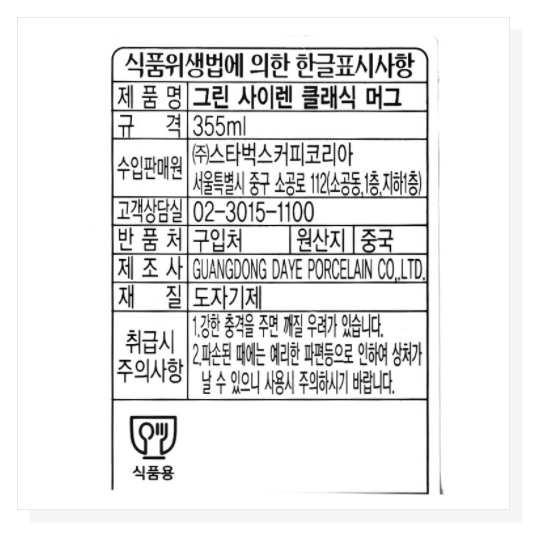 식품위생법에 의한 한글표시사항
제 품 명 그린 사이렌 클래식 머그
규 격 355ml
수입판매원 ㈜스타벅스커피코리아
서울특별시 중구 소공로 112(소공동,1층,지하1층)
고객상담실 02-3015-1100
반 품 처 구입처 원산지 중국
제 조 사 GUANGDONG DAYE PORCELAIN CO.,LTD.
재 질 도자기제
취급시 주의사항 1.강한 충격을 주면 깨질 우려가 있습니다.
2.파손된 때에는 예리한 파편등으로 인하여 상처가
날 수 있으니 사용시 주의하시기 바랍니다.
식품용